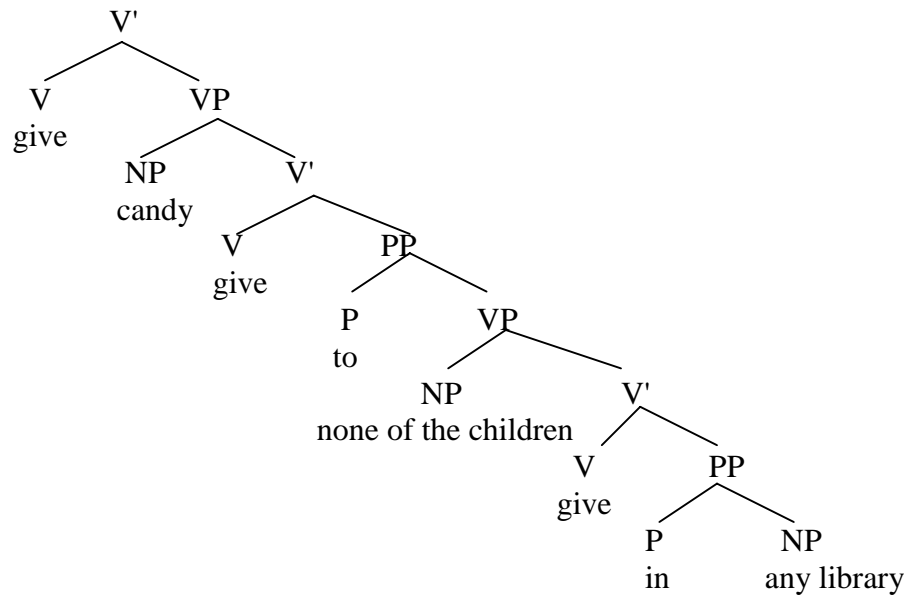 V'
V VP
give
NP V'
candy
V PP
give
P VP
to
NP V'
none of the children
V PP
give
P NP
in any library